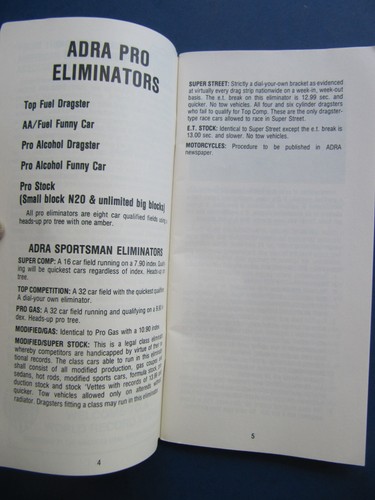 ADRA PRO
ELIMINATORS
Top Fuel Dragster
AA/Fuel Funny Car
Pro Alcohol Dragster
Pro Alcohol Funny Car
Pro Stock
(Small block N2O & unlimited big blocks)
All pro eliminators are eight car qualified fields using a
heads-up pro tree with one amber.
ADRA SPORTSMAN ELIMINATORS
SUPER COMP: A 16 car field running on a 7.90 index.
ing will be quickest cars regardless of index. Heads-up
tree.
TOP COMPETITION: A 32 car field with the quickest
A dial-your own eliminator.
PRO GAS: A 32 car field running and qualifying on a
dex. Heads-up pro tree.
MODIFIED/GAS: Identical to Pro Gas with a 10.90 index.
MODIFIED/SUPER STOCK: This is a legal class
whereby competitors are handicapped by virtue of the
tional records. The class cars able to run in this
shall consist of all modified production, gas coupes
sedans, hot rods, modified sports cars, formula stock,
duction stock and stock 'Vettes with records of
quicker. Tow vehicles allowed only on altereds without
radiator. Dragsters fitting a class may run in this
4
SUPER STREET: Strictly a dial-your-own bracket as evidenced
at virtually every drag strip nationwide on a week-in, week-out
basis. The e.t. break on this eliminator is 12.99 sec. and
quicker. No tow vehicles. All four and six cylinder dragsters
who fail to qualify for Top Comp. These are the only dragster-
type race cars allowed to race in Super Street.
E.T. STOCK: Identical to Super Street except the e.t. break is
13.00 sec. and slower. No tow vehicles.
MOTORCYCLES: Procedure to be published in ADRA
newspaper.
5